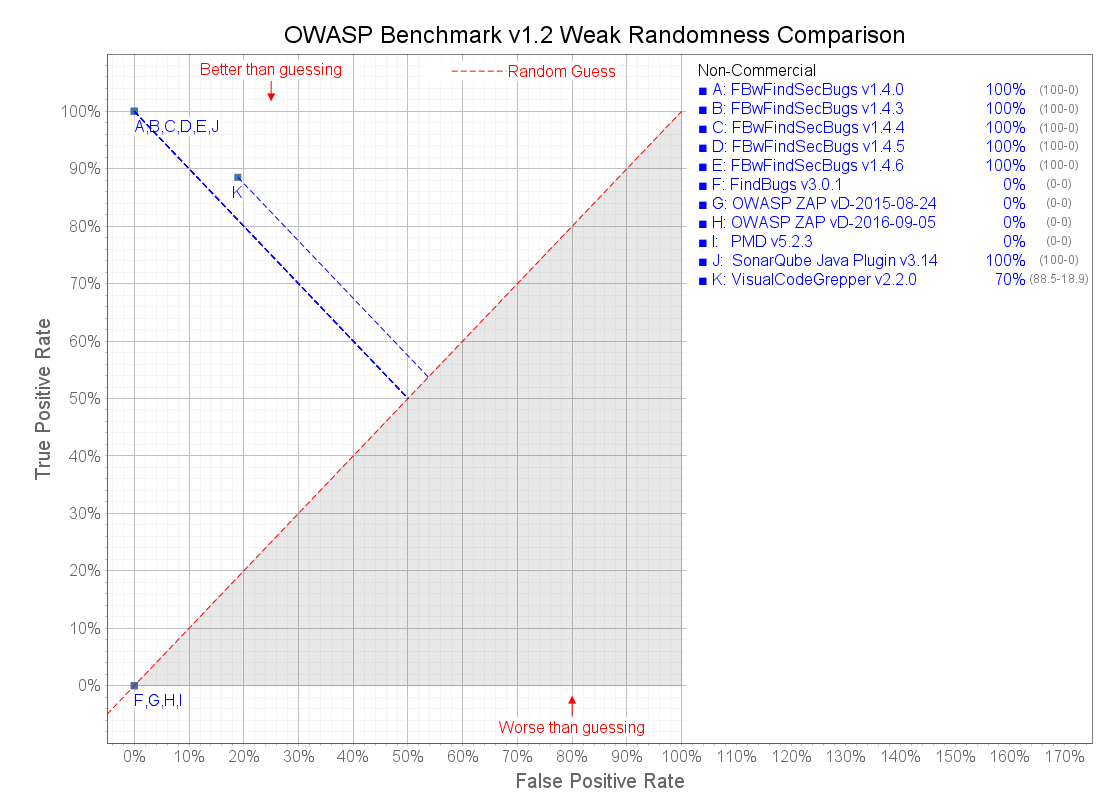 OWASP Benchmark v1.2 Weak Randomness Comparison
Better than guessing
Random Guess
Non-Commercial
A: FBwFindSecBugs v1.4.0 100% (100-0)
B: FBwFindSecBugs v1.4.3 100% (100-0)
C: FBwFindSecBugs v1.4.4 100% (100-0)
D: FBwFindSecBugs v1.4.5 100% (100-0)
E: FBwFindSecBugs v1.4.6 100% (100-0)
F: FindBugs v3.0.1 0% (0-0)
G: OWASP ZAP vD-2015-08-24 0% (0-0)
H: OWASP ZAP vD-2016-09-05 0% (0-0)
I: PMD v5.2.3 0% (0-0)
J: SonarQube Java Plugin v3.14 100% (100-0)
K: VisualCodeGrepper v2.2.0 70% (88.5-18.9)
100%
A,B,C,D,E,J
90%
K
80%
70%
60%
50%
40%
30%
20%
10%
0%
F,G,H,I
True Positive Rate
Worse than guessing
0% 10% 20% 30% 40% 50% 60% 70% 80% 90% 100% 110% 120% 130% 140% 150% 160% 170%
False Positive Rate